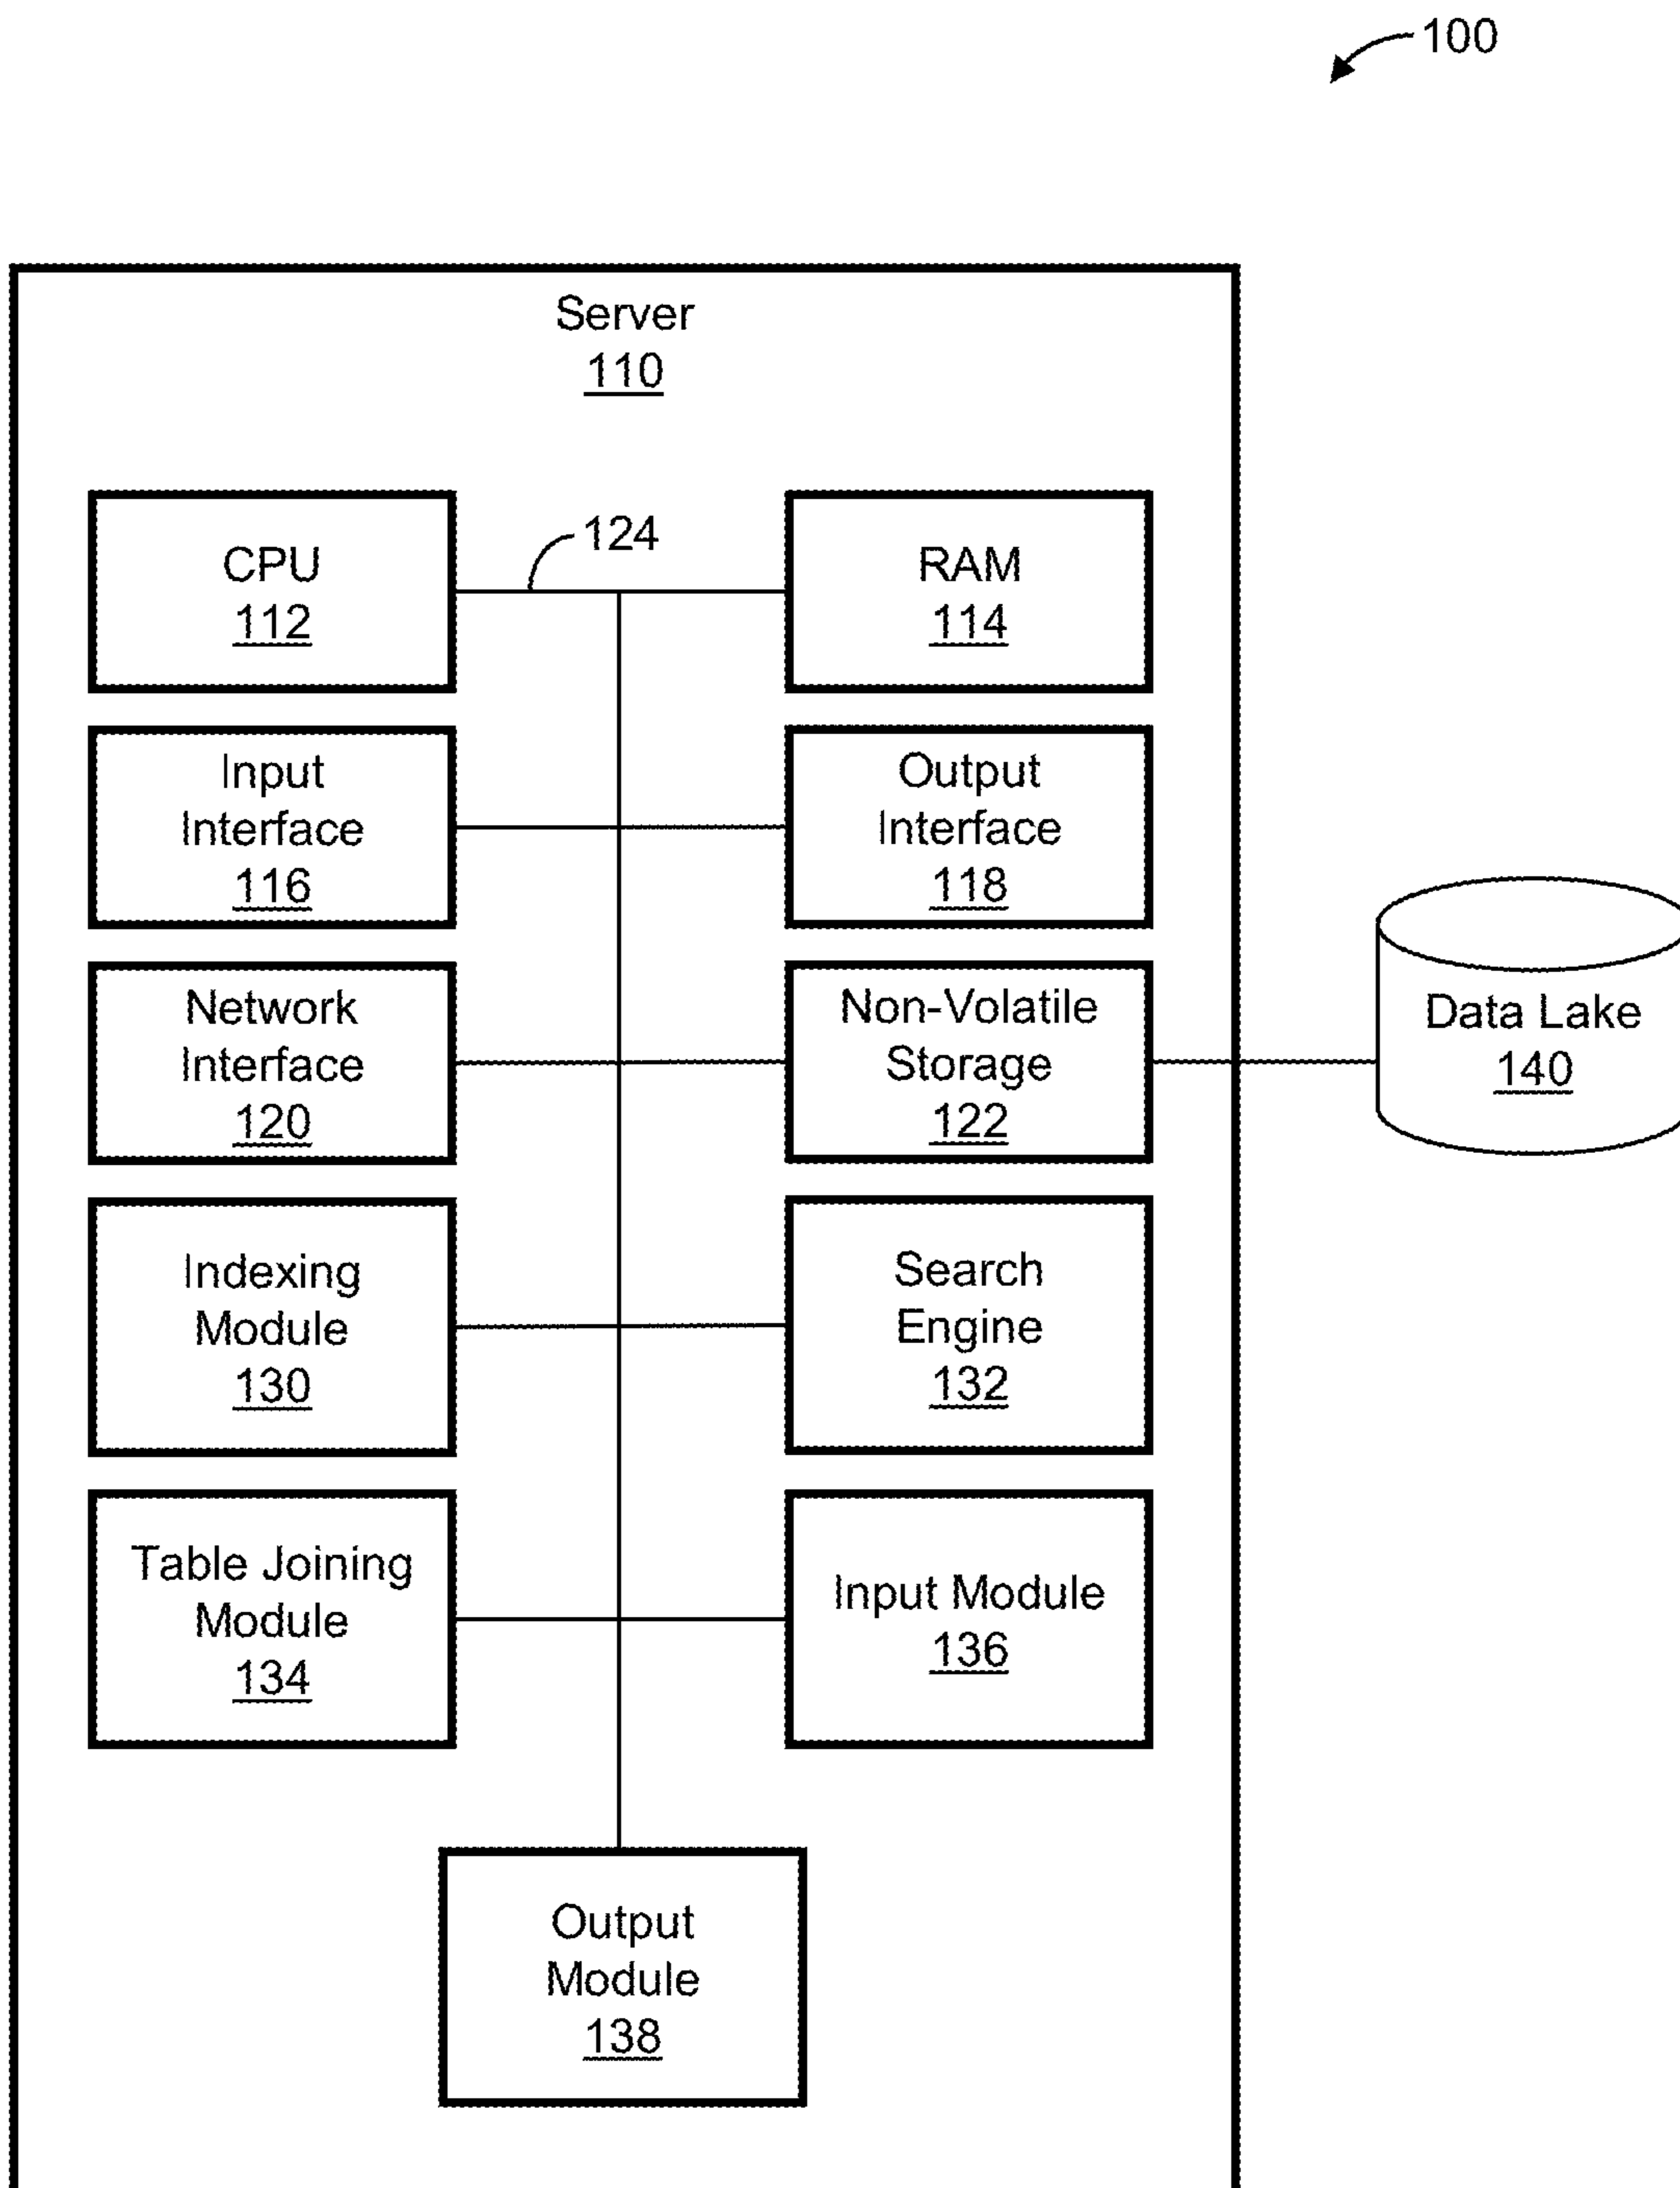 100
Server
110
CPU
112
124
RAM
114
Input
Interface
116
Output
Interface
118
Network
Interface
120
Non-Volatile
Storage
122
Data Lake
140
Indexing
Module
130
Search
Engine
132
Table Joining
Module
134
Input Module
136
Output
Module
138